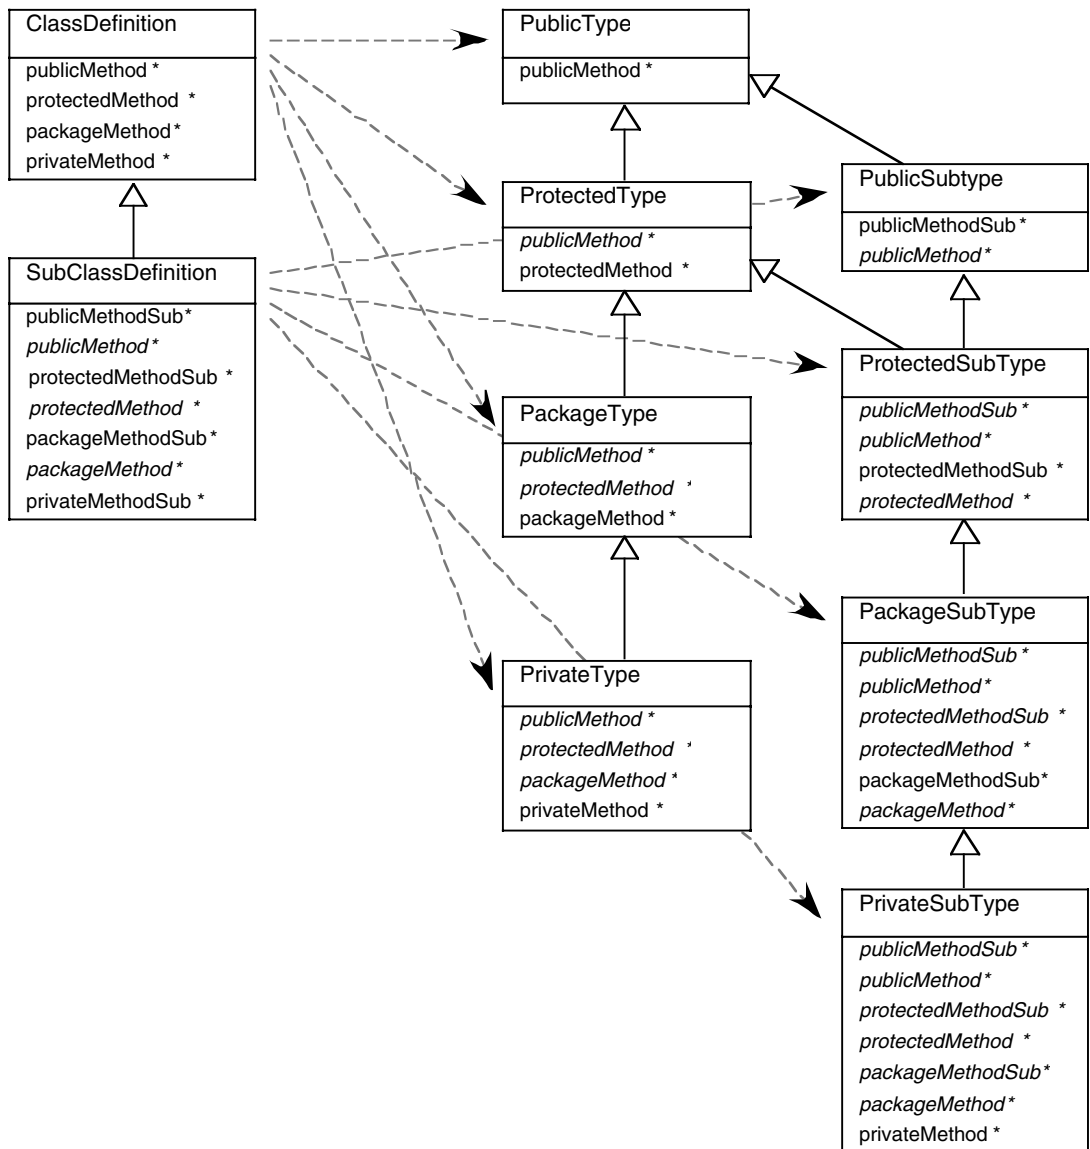 ClassDefinition
publicMethod *
protectedMethod *
packageMethod*
privateMethod *
SubClassDefinition
publicMethodSub*
publicMethod*
protectedMethodSub *
protectedMethod *
packageMethodSub*
packageMethod*
privateMethodSub *
PublicType
publicMethod *
ProtectedType
publicMethod *
protectedMethod *
PackageType
publicMethod *
protectedMethod *
packageMethod *
PrivateType
publicMethod *
protectedMethod *
packageMethod *
privateMethod *
PublicSubtype
publicMethodSub *
publicMethod*
ProtectedSubType
publicMethodSub *
publicMethod*
protectedMethodSub *
protectedMethod *
PackageSubType
publicMethodSub *
publicMethod*
protectedMethodSub *
protectedMethod *
packageMethodSub*
packageMethod*
PrivateSubType
publicMethodSub *
publicMethod*
protectedMethodSub *
protectedMethod *
packageMethodSub*
packageMethod*
privateMethod *